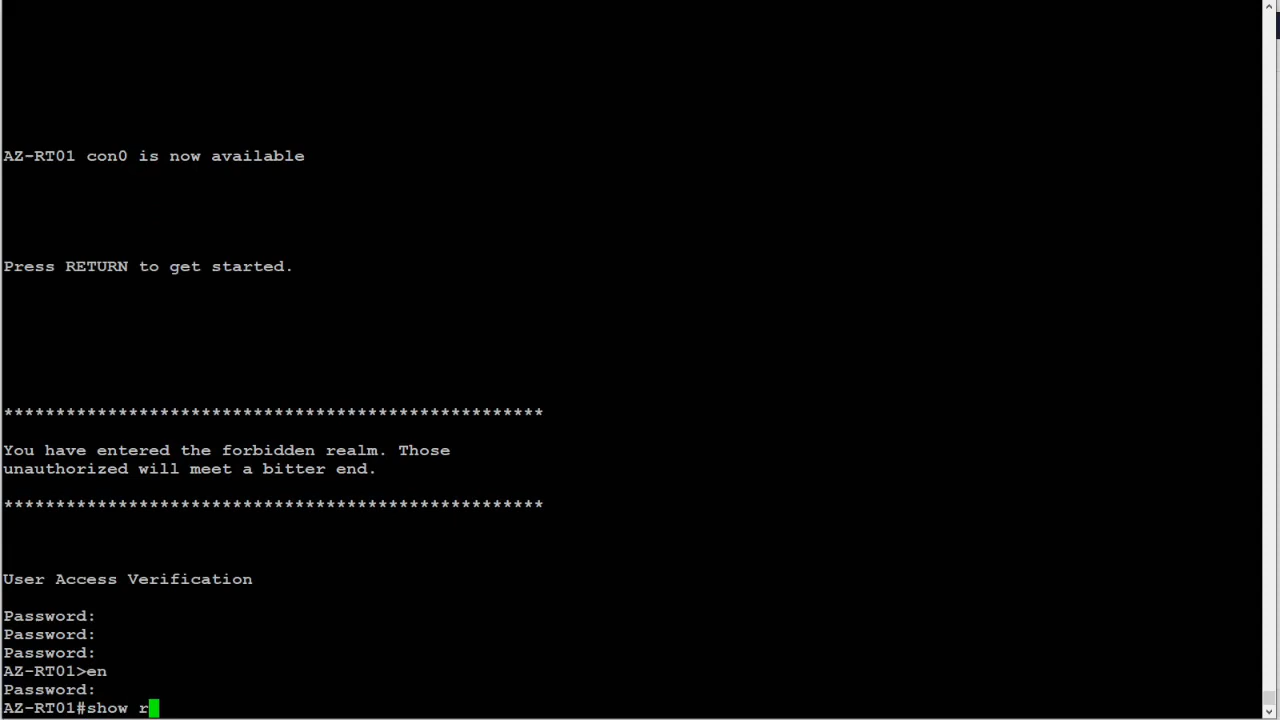 AZ-RT01 con0 is now available
Press RETURN to get started.
****************************************************
You have entered the forbidden realm. Those
unauthorized will meet a bitter end.
****************************************************
User Access Verification
Password:
Password:
Password:
AZ-RT01>en
Password:
AZ-RT01#show r